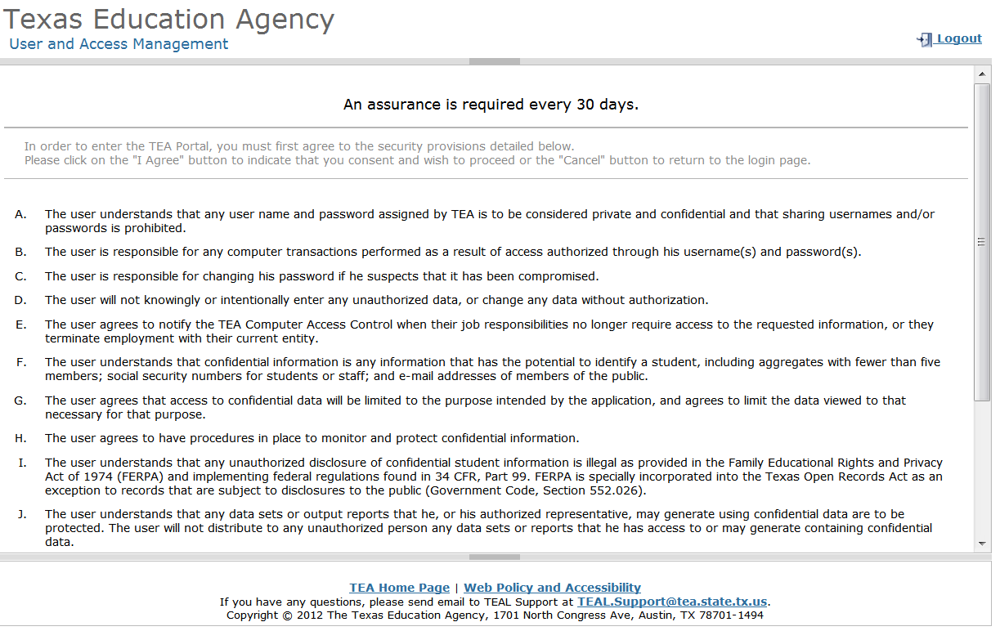 Texas Education Agency
User and Access Management
Logout
An assurance is required every 30 days.
In order to enter the TEA Portal, you must first agree to the security provisions detailed below.
Please click on the "I Agree" button to indicate that you consent and wish to proceed or the "Cancel" button to return to the login page.
A. The user understands that any user name and password assigned by TEA is to be considered private and confidential and that sharing usernames and/or
passwords is prohibited.
B. The user is responsible for any computer transactions performed as a result of access authorized through his username(s) and password(s).
C. The user is responsible for changing his password if he suspects that it has been compromised.
D. The user will not knowingly or intentionally enter any unauthorized data, or change any data without authorization.
E. The user agrees to notify the TEA Computer Access Control when their job responsibilities no longer require access to the requested information, or they
terminate employment with their current entity.
F. The user understands that confidential information is any information that has the potential to identify a student, including aggregates with fewer than five
members; social security numbers for students or staff; and e-mail addresses of members of the public.
G. The user agrees that access to confidential data will be limited to the purpose intended by the application, and agrees to limit the data viewed to that
necessary for that purpose.
H. The user agrees to have procedures in place to monitor and protect confidential information.
I. The user understands that any unauthorized disclosure of confidential student information is illegal as provided in the Family Educational Rights and Privacy
Act of 1974 (FERPA) and implementing federal regulations found in 34 CFR, Part 99. FERPA is specially incorporated into the Texas Open Records Act as an
exception to records that are subject to disclosures to the public (Government Code, Section 552.026).
J. The user understands that any data sets or output reports that he, or his authorized representative, may generate using confidential data are to be
protected. The user will not distribute to any unauthorized person any data sets or reports that he has access to or may generate containing confidential
data.
TEA Home Page | Web Policy and Accessibility
If you have any questions, please send email to TEAL Support at TEAL.Support@tea.state.tx.us.
Copyright © 2012 The Texas Education Agency, 1701 North Congress Ave, Austin, TX 78701-1494